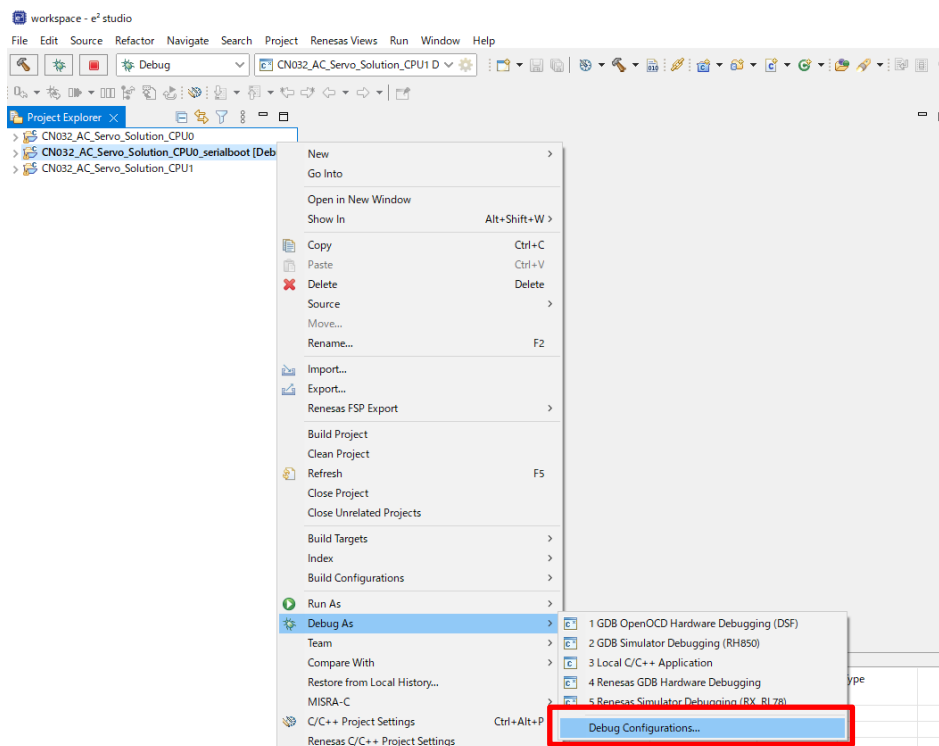 workspace - e² studio
File Edit Source Refactor Navigate Search Project Renesas Views Run Window Help
Debug CN032_AC_Servo_Solution_CPU1 D
Project Explorer
CN032_AC_Servo_Solution_CPU0
CN032_AC_Servo_Solution_CPU0_serialboot [Deb
CN032_AC_Servo_Solution_CPU1
New
Go Into
Open in New Window
Show In Alt+Shift+W >
Copy Ctrl+C
Paste Ctrl+V
Delete Delete
Source
Move...
Rename... F2
Import...
Export...
Renesas FSP Export
Build Project
Clean Project
Refresh F5
Close Project
Close Unrelated Projects
Build Targets
Index
Build Configurations
Run As
Debug As
Team
Compare With
Restore from Local History...
MISRA-C
C/C++ Project Settings Ctrl+Alt+P
Renesas C/C++ Project Settings
1 GDB OpenOCD Hardware Debugging (DSF)
2 GDB Simulator Debugging (RH850)
3 Local C/C++ Application
4 Renesas GDB Hardware Debugging
5 Renesas Simulator Debugging (RX, RL78)
Debug Configurations...
ype